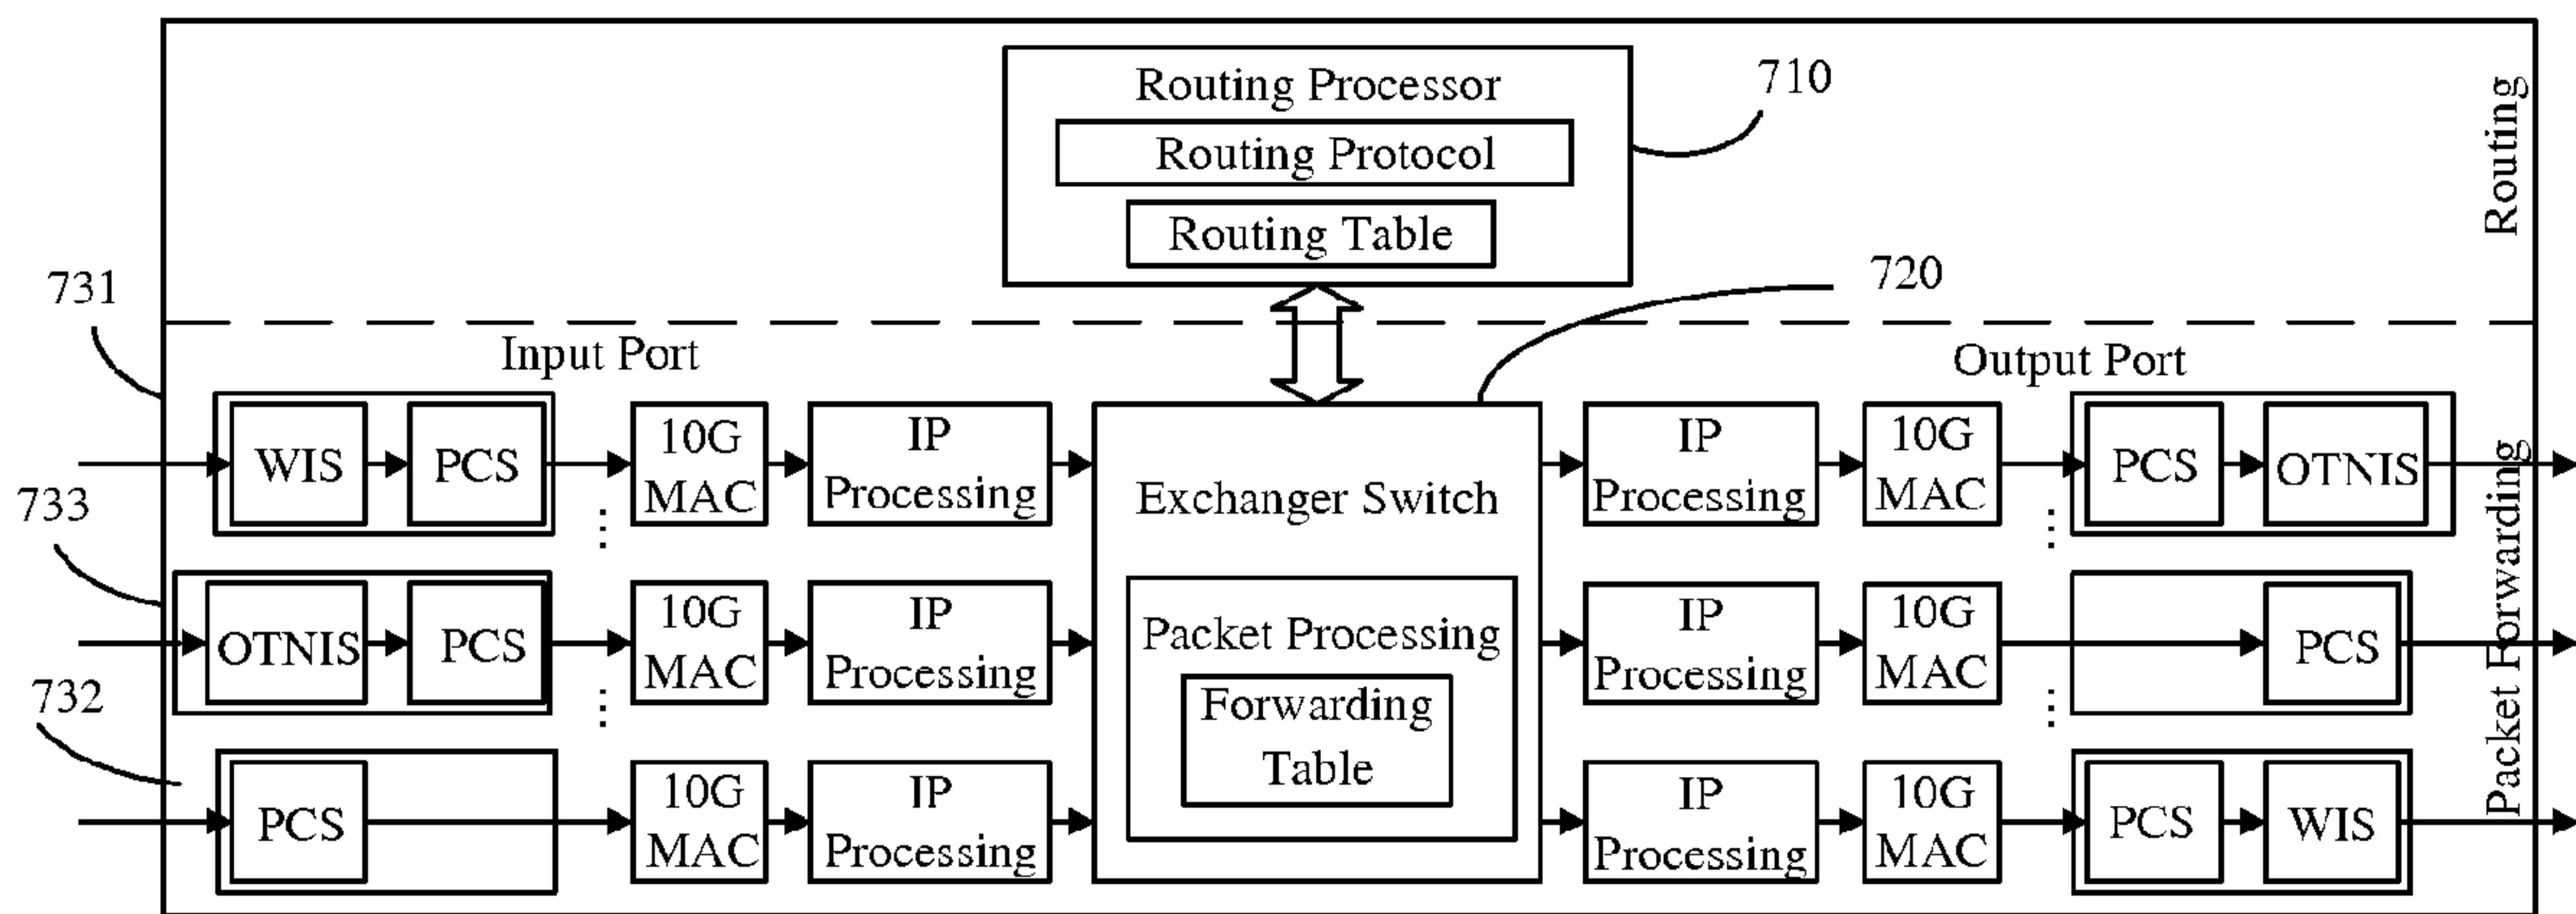 Routing Processor
710
Routing Protocol
Routing Table
Routing
731
720
Input Port
Output Port
WIS
PCS
10G
MAC
IP
Processing
Exchanger Switch
IP
Processing
10G
MAC
PCS
OTNIS
733
OTNIS
PCS
10G
MAC
IP
Processing
Packet Processing
Forwarding
Table
IP
Processing
10G
MAC
PCS
Packet Forwarding
732
PCS
10G
MAC
IP
Processing
IP
Processing
10G
MAC
PCS
WIS